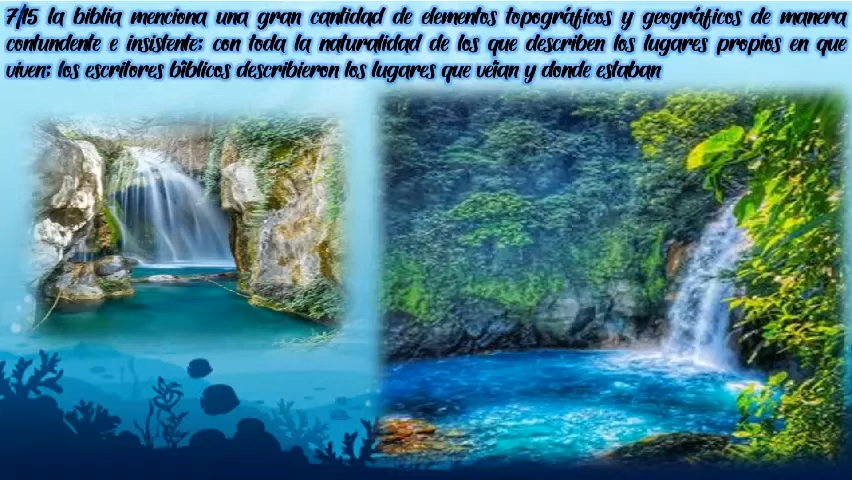 7/15 la biblia menciona una gran cantidad de elementos topográficos y geográficos de manera
contundente e insistente; con toda la naturalidad de los que describen los lugares propios en que
viven; los escritores bíblicos describieron los lugares que veían y donde estaban